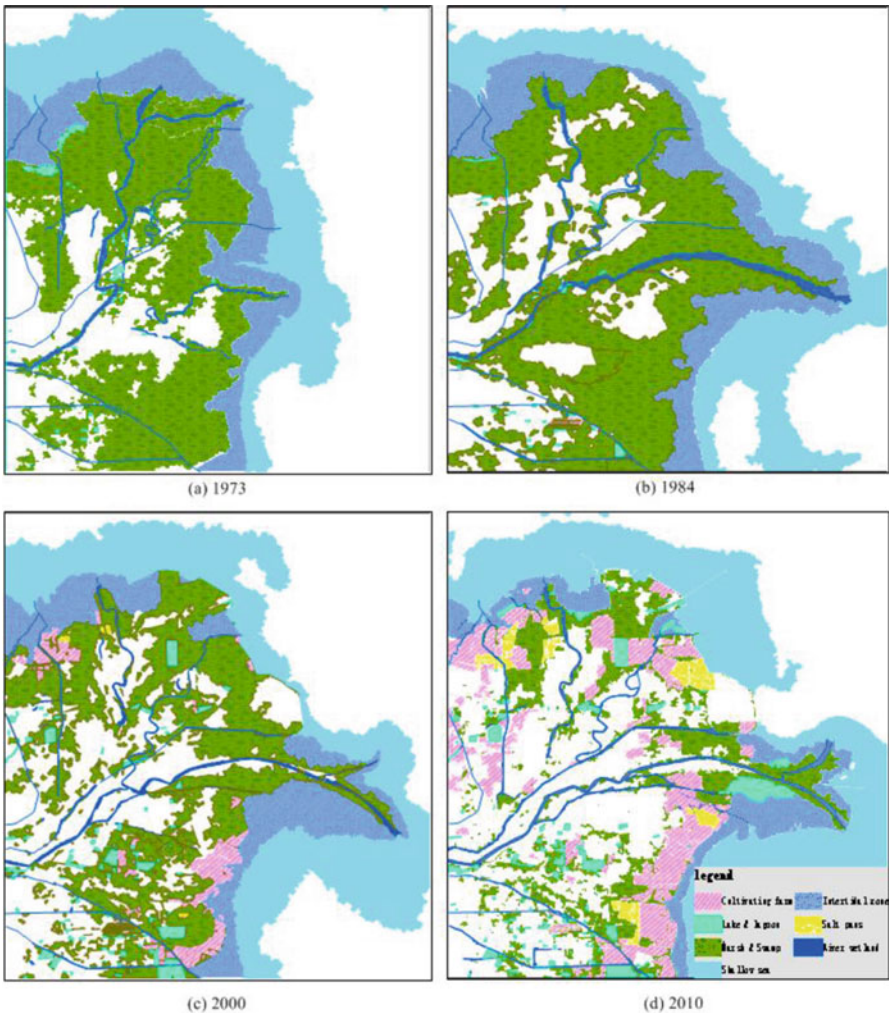 (a) 1973
(b) 1984
legend
Cultivating farm
Intertidal zone
Lake & lagoon
Salt pans
Marsh & Swamp
River wetland
Shallow sea
(c) 2000
(d) 2010